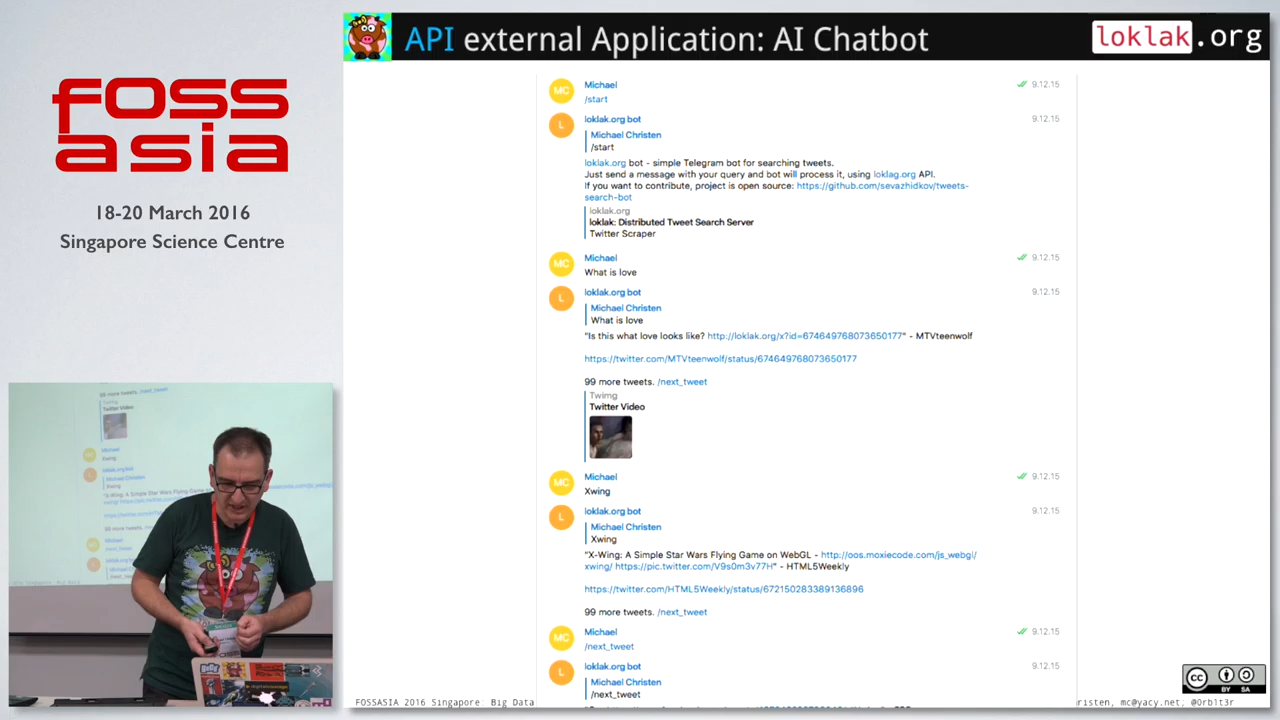 foss
asia
18-20 March 2016
Singapore Science Centre
API external Application: AI Chatbot
loklak.org
MC
Michael
9.12.15
/start
L
loklak.org bot
9.12.15
Michael Christen
/start
loklak.org bot - simple Telegram bot for searching tweets.
Just send a message with your query and bot will process it, using loklag.org API.
If you want to contribute, project is open source: https://github.com/sevazhidkov/tweets-
search-bot
loklak.org
loklak: Distributed Tweet Search Server
Twitter Scraper
MC
Michael
9.12.15
What is love
L
loklak.org bot
9.12.15
Michael Christen
What is love
"Is this what love looks like? http://loklak.org/x?id=674649768073650177" - MTVteenwolf
https://twitter.com/MTVteenwolf/status/674649768073650177
99 more tweets. /next_tweet
Twimg
Twitter Video
MC
Michael
9.12.15
Xwing
L
loklak.org bot
9.12.15
Michael Christen
Xwing
"X-Wing: A Simple Star Wars Flying Game on WebGL - http://oos.moxiecode.com/js_webgl/
xwing/ https://pic.twitter.com/V9s0m3v77H" - HTML5Weekly
https://twitter.com/HTML5Weekly/status/672150283389136896
99 more tweets. /next_tweet
MC
Michael
9.12.15
/next_tweet
L
loklak.org bot
9.12.15
Michael Christen
/next_tweet
cc BY SA
FOSSASIA 2016 Singapore: Big Data
risten, mc@yacy.net, @0rb1t3r